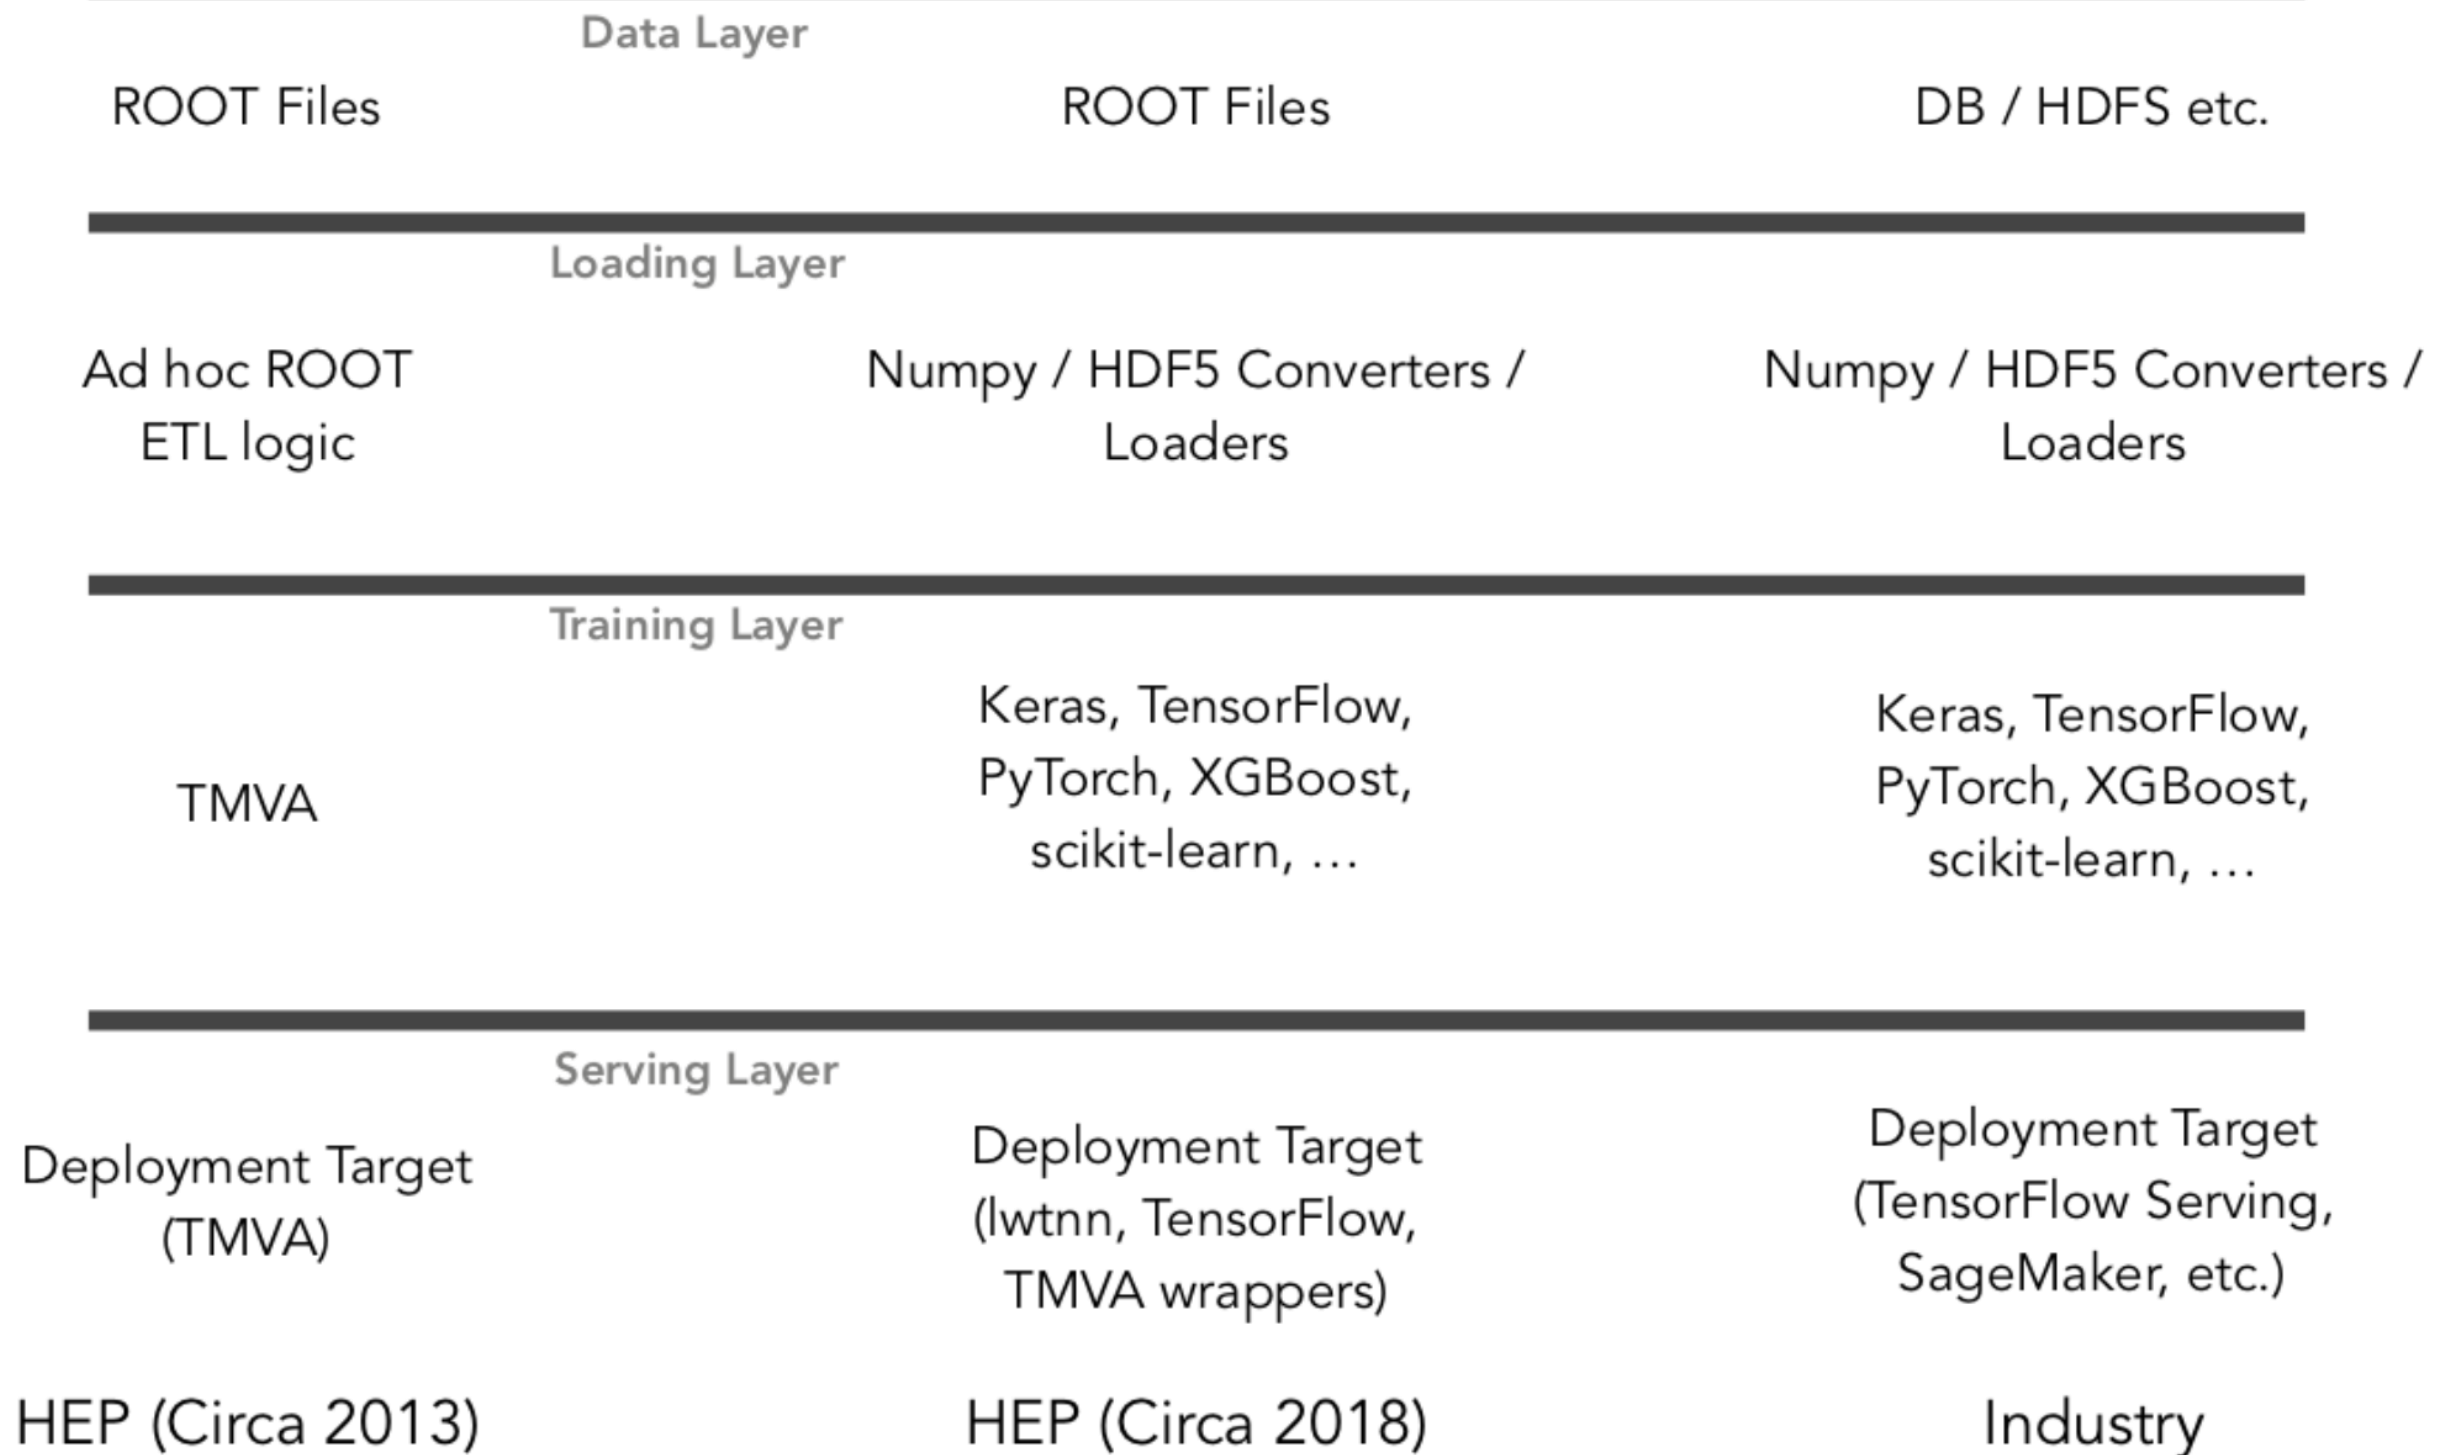 Data Layer
ROOT Files
ROOT Files
DB / HDFS etc.
Loading Layer
Ad hoc ROOT
ETL logic
Numpy / HDF5 Converters /
Loaders
Numpy / HDF5 Converters /
Loaders
Training Layer
TMVA
Keras, TensorFlow,
PyTorch, XGBoost,
scikit-learn, …
Keras, TensorFlow,
PyTorch, XGBoost,
scikit-learn, …
Serving Layer
Deployment Target
(TMVA)
Deployment Target
(lwtnn, TensorFlow,
TMVA wrappers)
Deployment Target
(TensorFlow Serving,
SageMaker, etc.)
HEP (Circa 2013)
HEP (Circa 2018)
Industry